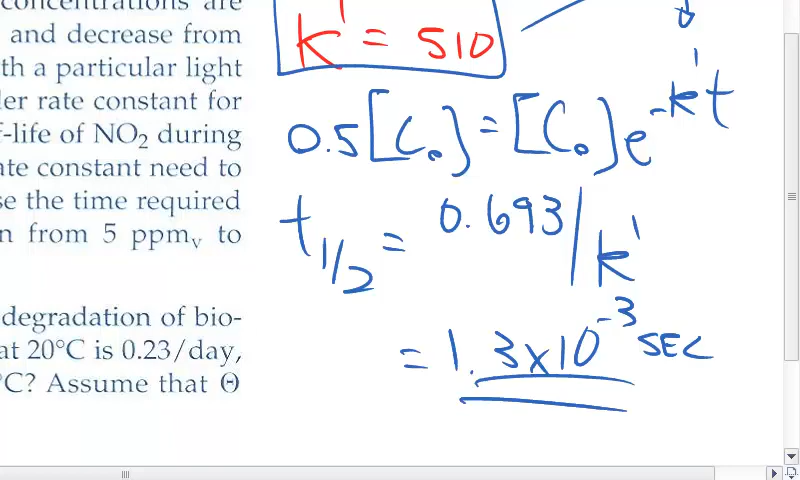 concentrations are
and decrease from
th a particular light
er rate constant for
f-life of NO₂ during
ate constant need to
se the time required
n from 5 ppmᵥ to
degradation of bio-
at 20°C is 0.23/day,
°C? Assume that Θ
k' = 510
0.5[C₀] = [C₀]e^-k't
t_1/2 = 0.693/k'
= 1.3x10^-3 SEC